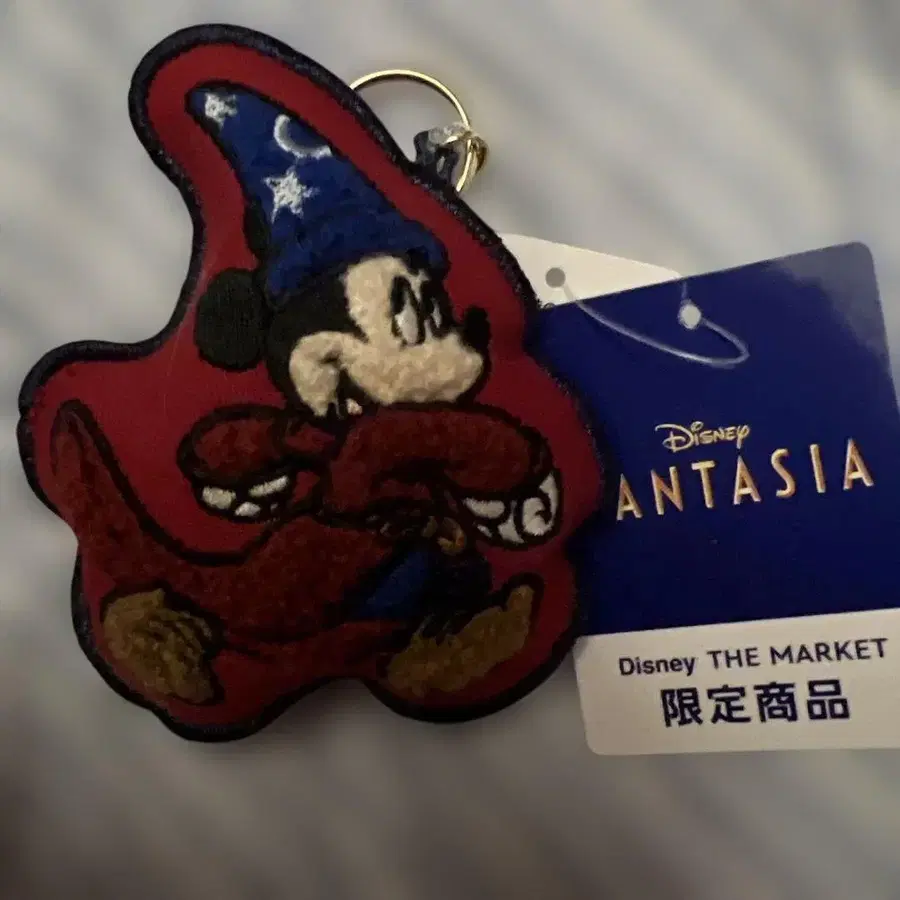 Disney
ANTASIA
Disney THE MARKET
限定商品